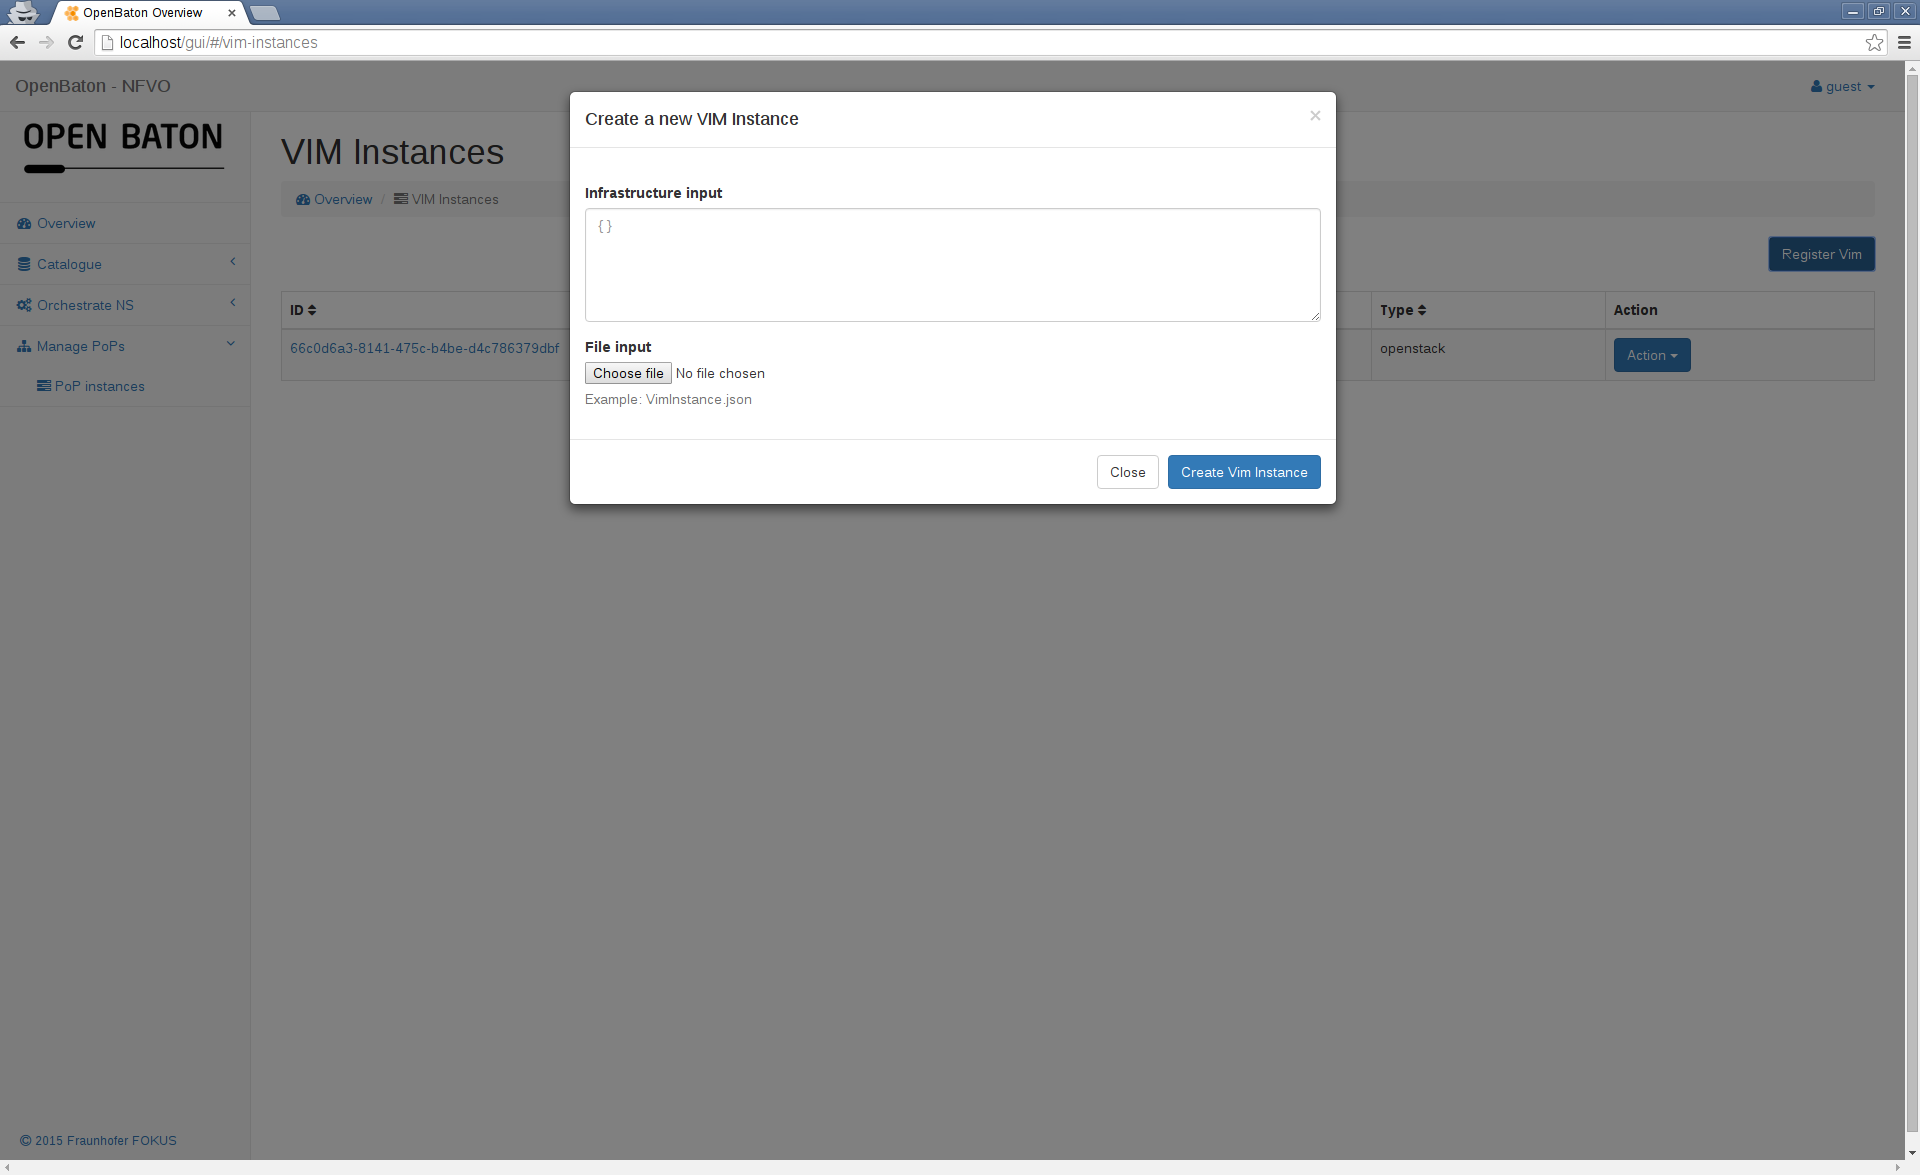 OpenBaton Overview
localhost/gui/#/vim-instances
OpenBaton - NFVO
guest
OPEN BATON
Overview
Catalogue
Orchestrate NS
Manage PoPs
PoP instances
© 2015 Fraunhofer FOKUS
VIM Instances
Overview / VIM Instances
Register Vim
ID Type Action
66c0d6a3-8141-475c-b4be-d4c786379dbf openstack Action
Create a new VIM Instance ×
Infrastructure input
{}
File input
Choose file No file chosen
Example: VimInstance.json
Close Create Vim Instance